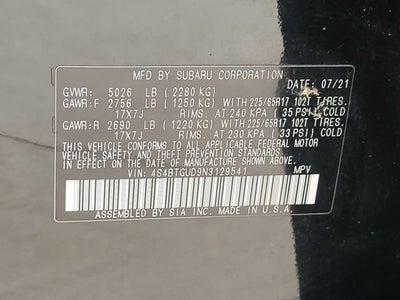 MFD BY SUBARU CORPORATION
DATE: 07/21
GVWR: 5026 LB (2280 KG)
GAWR:F 2756 LB (1250 KG) WITH 225/65R17 102T TIRES,
17X7J RIMS, AT 240 KPA (35 PSI) COLD
GAWR:R 2690 LB (1220 KG) WITH 225/65R17 102T TIRES,
17X7J RIMS, AT 230 KPA (33 PSI) COLD
THIS VEHICLE CONFORMS TO ALL APPLICABLE FEDERAL MOTOR
VEHICLE SAFETY, BUMPER, AND THEFT PREVENTION STANDARDS
IN EFFECT ON THE DATE OF MANUFACTURE SHOWN ABOVE.
VIN: 4S4BTGUD9N3129541 MPV
ASSEMBLED BY SIA INC. MADE IN U.S.A.